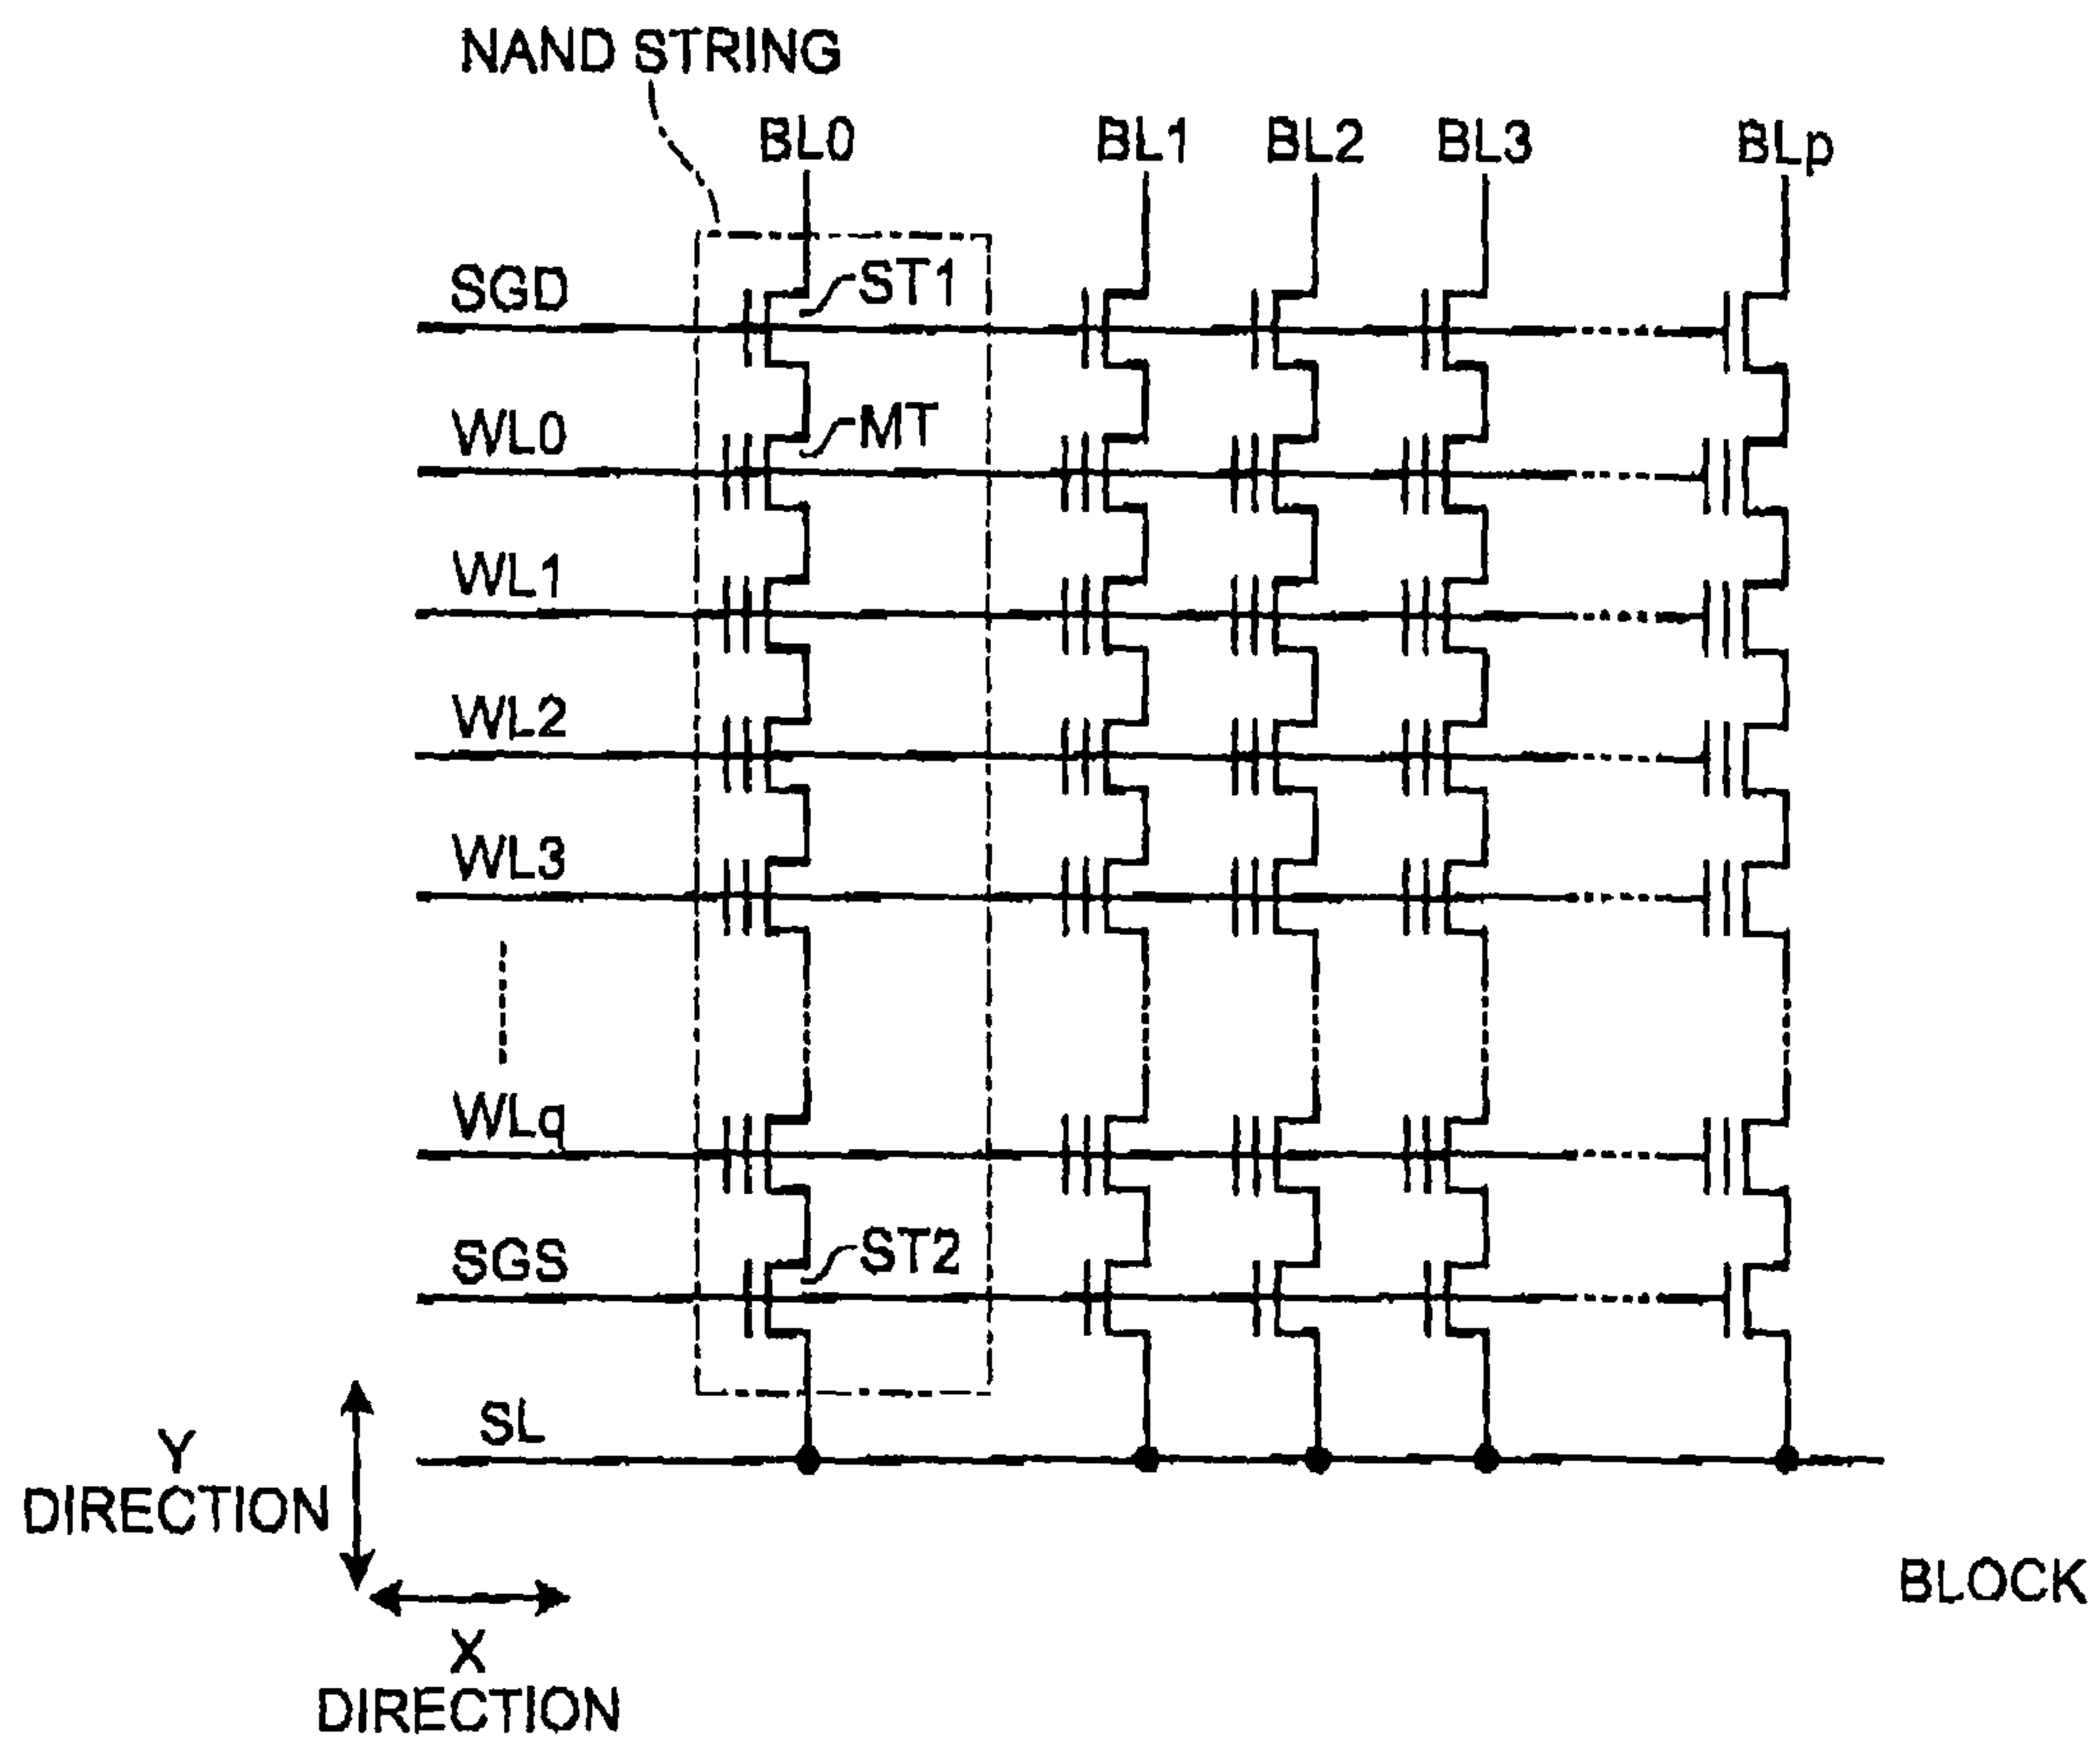 NAND STRING
BL0 BL1 BL2 BL3 BLp
SGD ST1
WL0 MT
WL1
WL2
WL3
WLq
SGS ST2
SL
Y
DIRECTION
X
DIRECTION
BLOCK